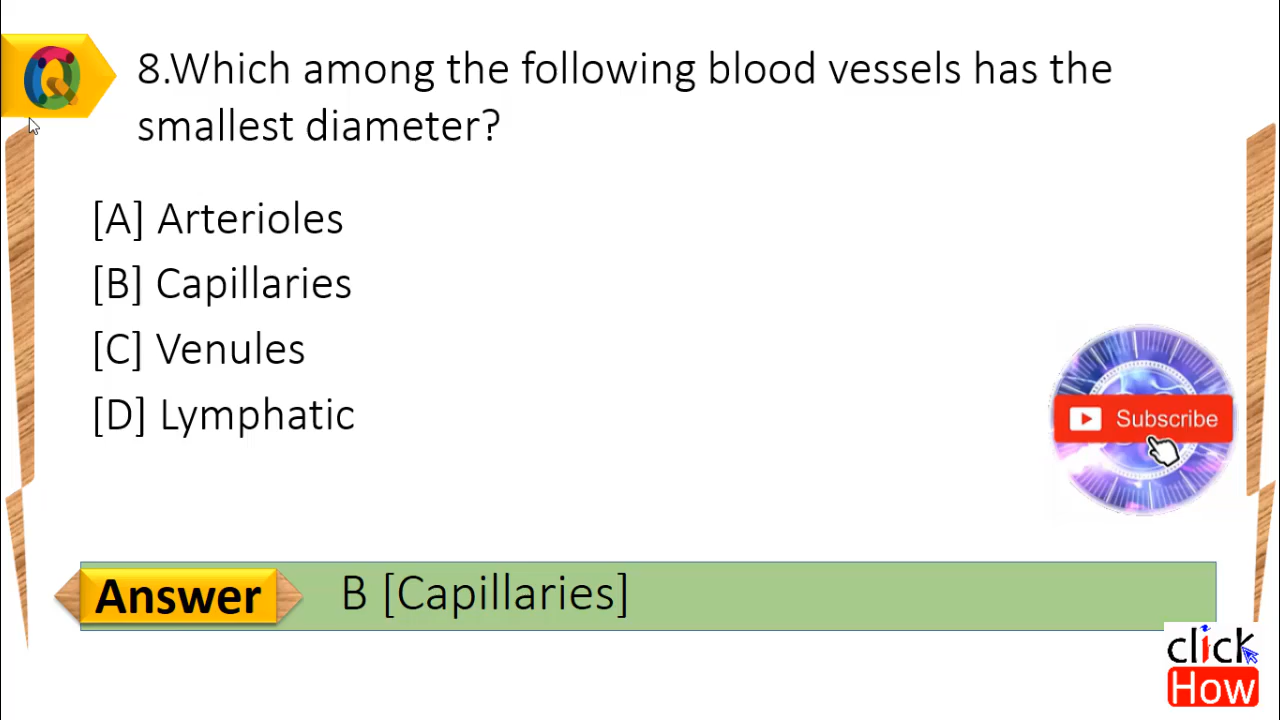 Q
8.Which among the following blood vessels has the
smallest diameter?
[A] Arterioles
[B] Capillaries
[C] Venules
[D] Lymphatic
Subscribe
Answer
B [Capillaries]
click
How